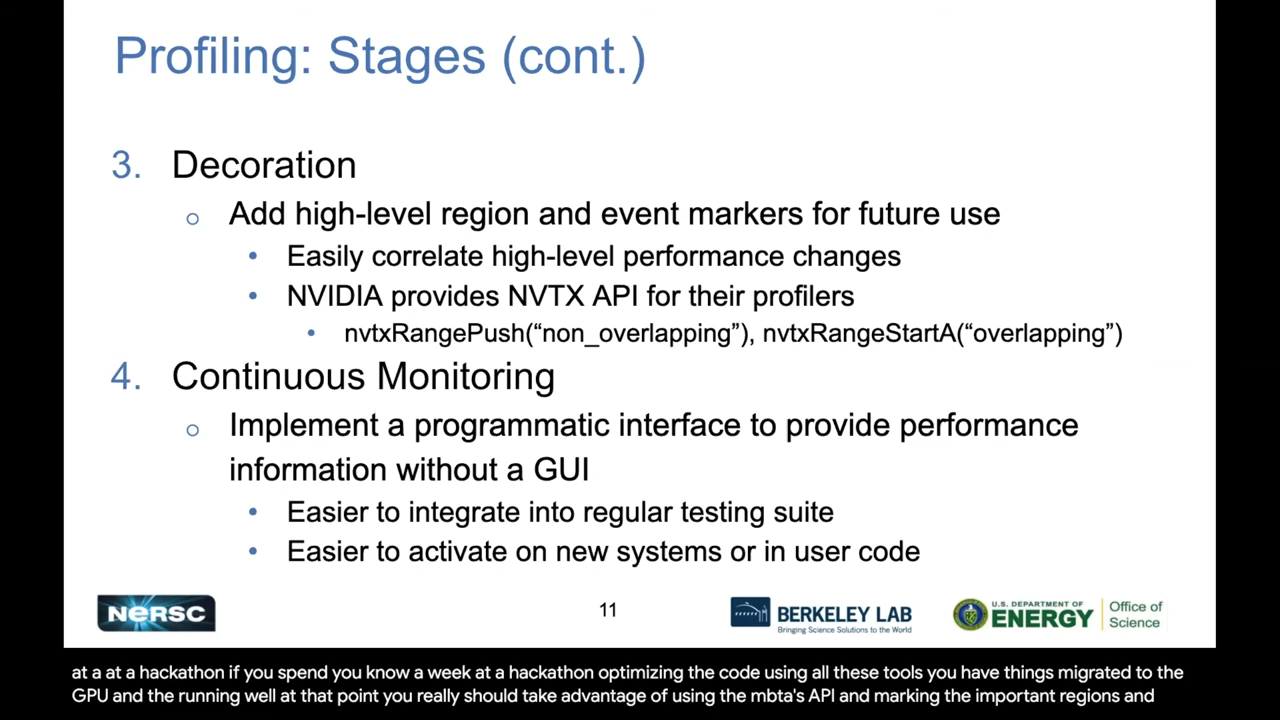 Profiling: Stages (cont.)
3. Decoration
○ Add high-level region and event markers for future use
• Easily correlate high-level performance changes
• NVIDIA provides NVTX API for their profilers
• nvtxRangePush(“non_overlapping”), nvtxRangeStartA(“overlapping”)
4. Continuous Monitoring
○ Implement a programmatic interface to provide performance
information without a GUI
• Easier to integrate into regular testing suite
• Easier to activate on new systems or in user code
NERSC
11
BERKELEY LAB
Bringing Science Solutions to the World
U.S. DEPARTMENT OF
ENERGY
Office of
Science
at a at a hackathon if you spend you know a week at a hackathon optimizing the code using all these tools you have things migrated to the
GPU and the running well at that point you really should take advantage of using the mbta's API and marking the important regions and